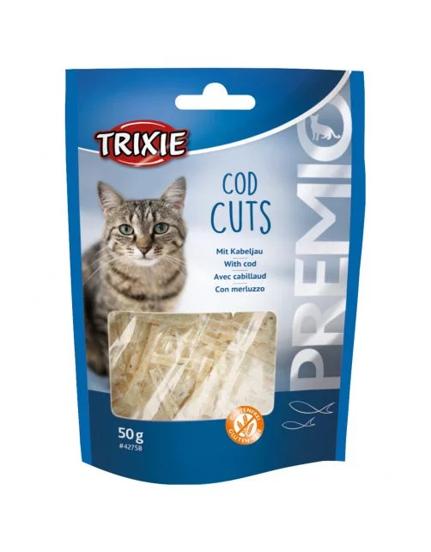 TRIXIE
COD
CUTS
Mit Kabeljau
With cod
Avec cabillaud
Con merluzzo
PREMIO
50 g
#42758